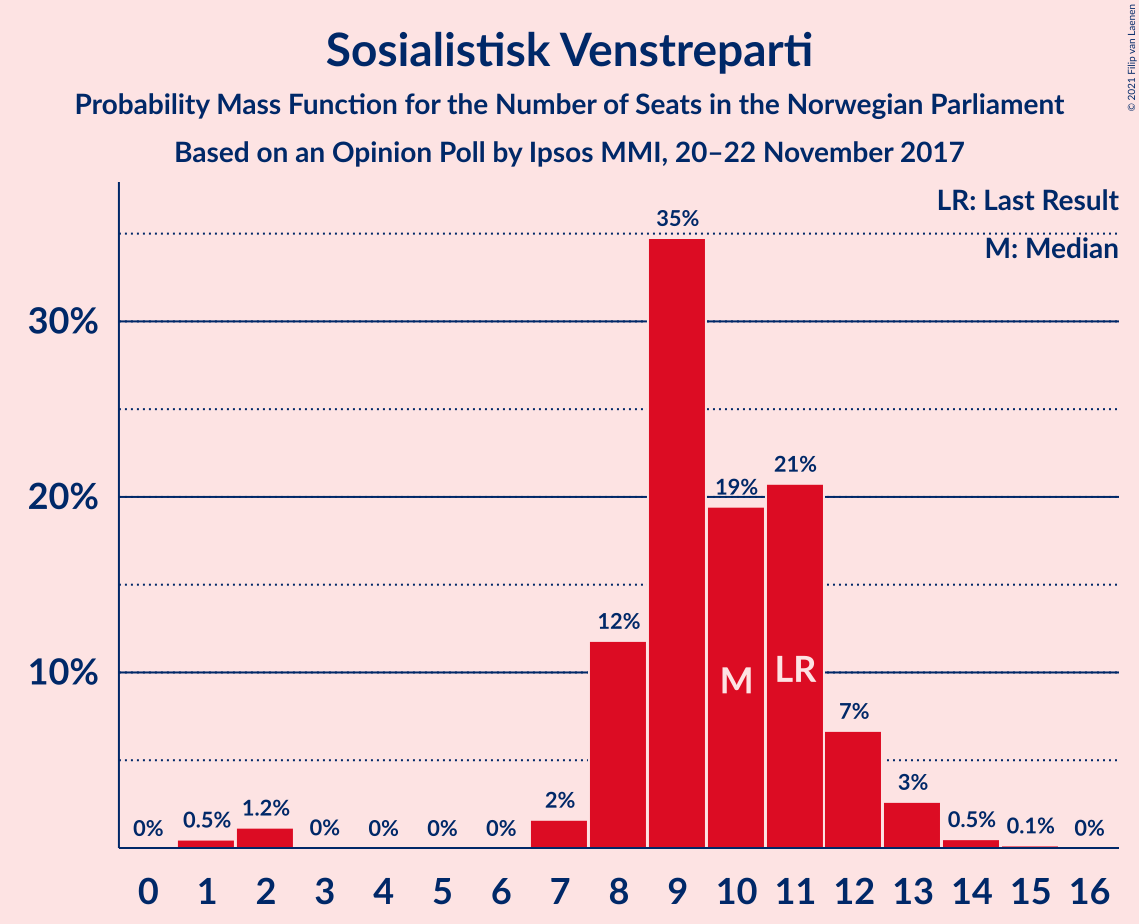 Sosialistisk Venstreparti
Probability Mass Function for the Number of Seats in the Norwegian Parliament
Based on an Opinion Poll by Ipsos MMI, 20–22 November 2017
© 2021 Filip van Laenen
LR: Last Result
M: Median
35%
30%
21%
20%
19%
12%
10%
M
LR
7%
3%
2%
1.2%
0.5%
0%
0%
0%
0%
0%
0.5%
0.1%
0%
0 1 2 3 4 5 6 7 8 9 10 11 12 13 14 15 16